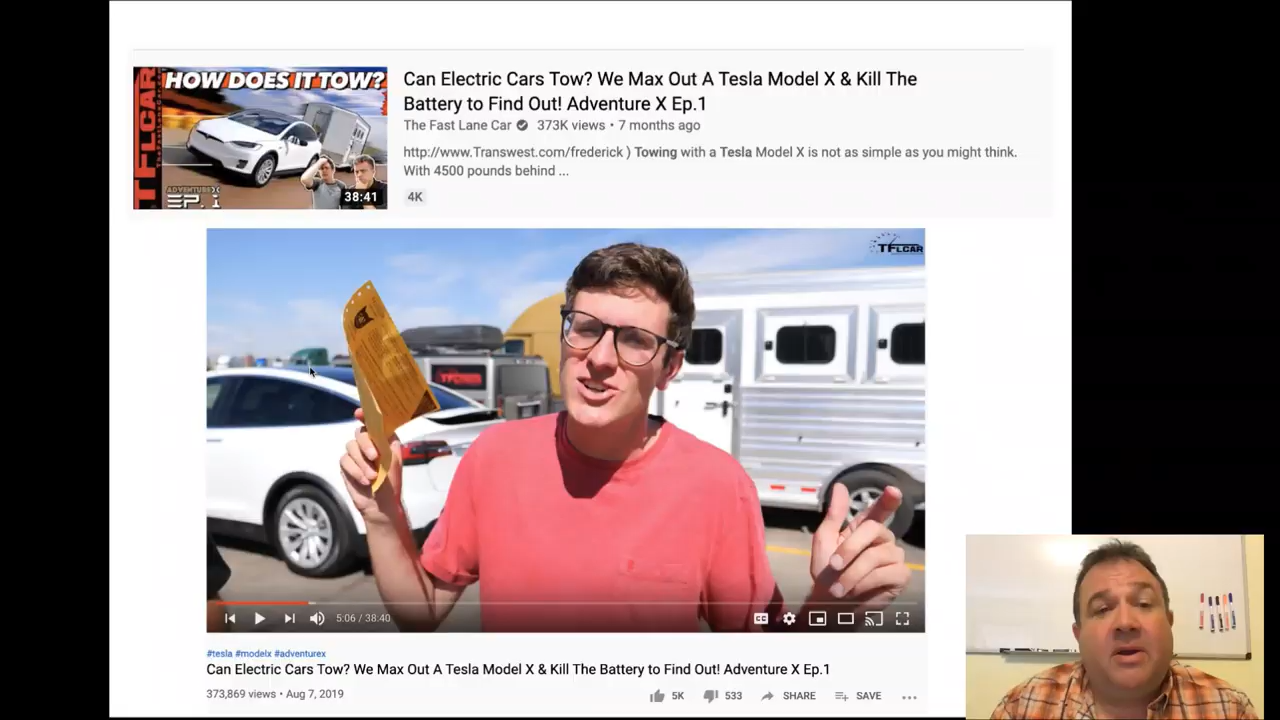 HOW DOES IT TOW?
TFLCAR
ADVENTURE X
EP. 1
38:41
Can Electric Cars Tow? We Max Out A Tesla Model X & Kill The
Battery to Find Out! Adventure X Ep.1
The Fast Lane Car 373K views • 7 months ago
http://www.Transwest.com/frederick ) Towing with a Tesla Model X is not as simple as you might think.
With 4500 pounds behind ...
4K
TFLCAR
5:06 / 38:40
CC
#tesla #modelx #adventurex
Can Electric Cars Tow? We Max Out A Tesla Model X & Kill The Battery to Find Out! Adventure X Ep.1
373,869 views • Aug 7, 2019
5K
533
SHARE
SAVE